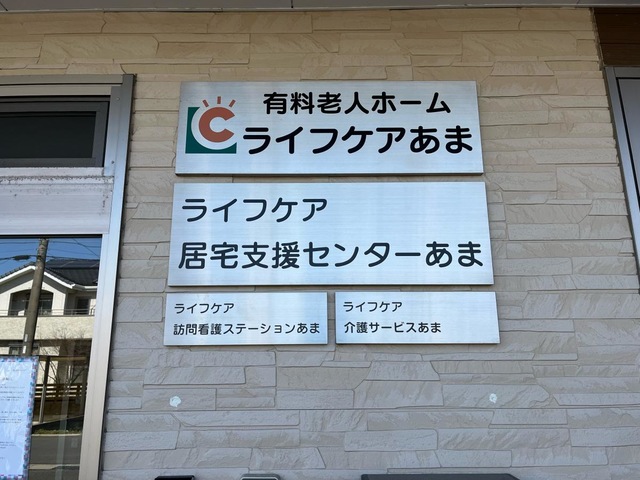 有料老人ホーム
ライフケアあま
ライフケア
居宅支援センターあま
ライフケア
訪問看護ステーションあま
ライフケア
介護サービスあま